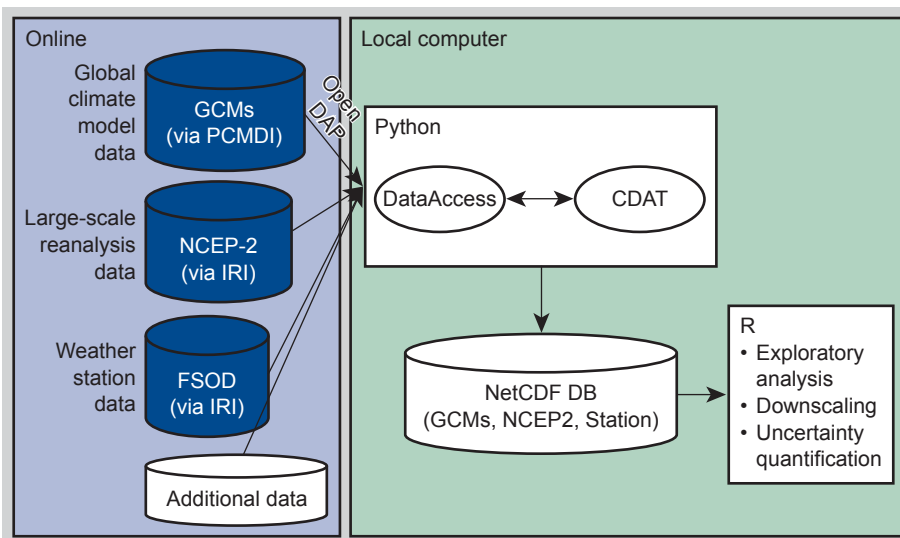 Online
Global
climate
model
data
GCMs
(via PCMDI)
Open
DAP
Large-scale
reanalysis
data
NCEP-2
(via IRI)
Weather
station
data
FSOD
(via IRI)
Additional data
Local computer
Python
DataAccess
CDAT
NetCDF DB
(GCMs, NCEP2, Station)
R
• Exploratory
analysis
• Downscaling
• Uncertainty
quantification